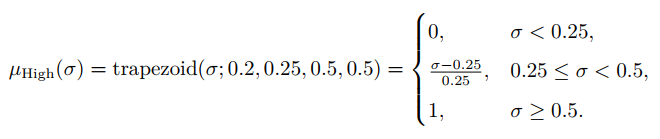 μ_High(σ) = trapezoid(σ; 0.2, 0.25, 0.5, 0.5) = { 0, σ < 0.25,
(σ−0.25)/0.25, 0.25 ≤ σ < 0.5,
1, σ ≥ 0.5.